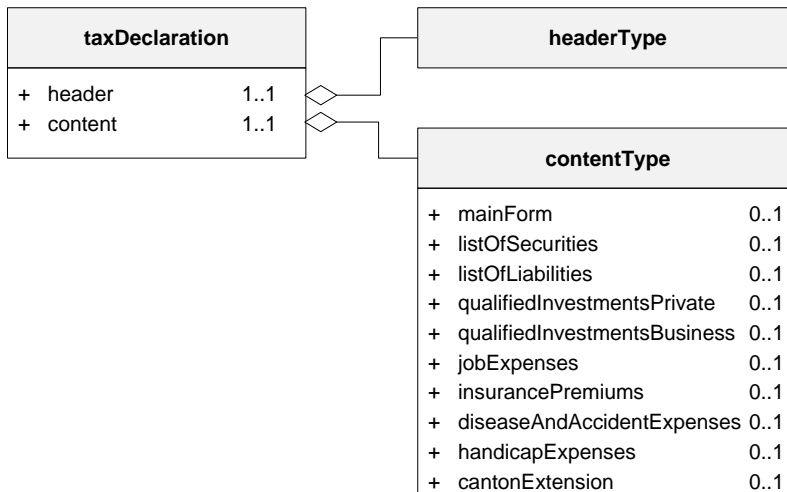 taxDeclaration
+ header 1..1
+ content 1..1
headerType
contentType
+ mainForm 0..1
+ listOfSecurities 0..1
+ listOfLiabilities 0..1
+ qualifiedInvestmentsPrivate 0..1
+ qualifiedInvestmentsBusiness 0..1
+ jobExpenses 0..1
+ insurancePremiums 0..1
+ diseaseAndAccidentExpenses 0..1
+ handicapExpenses 0..1
+ cantonExtension 0..1